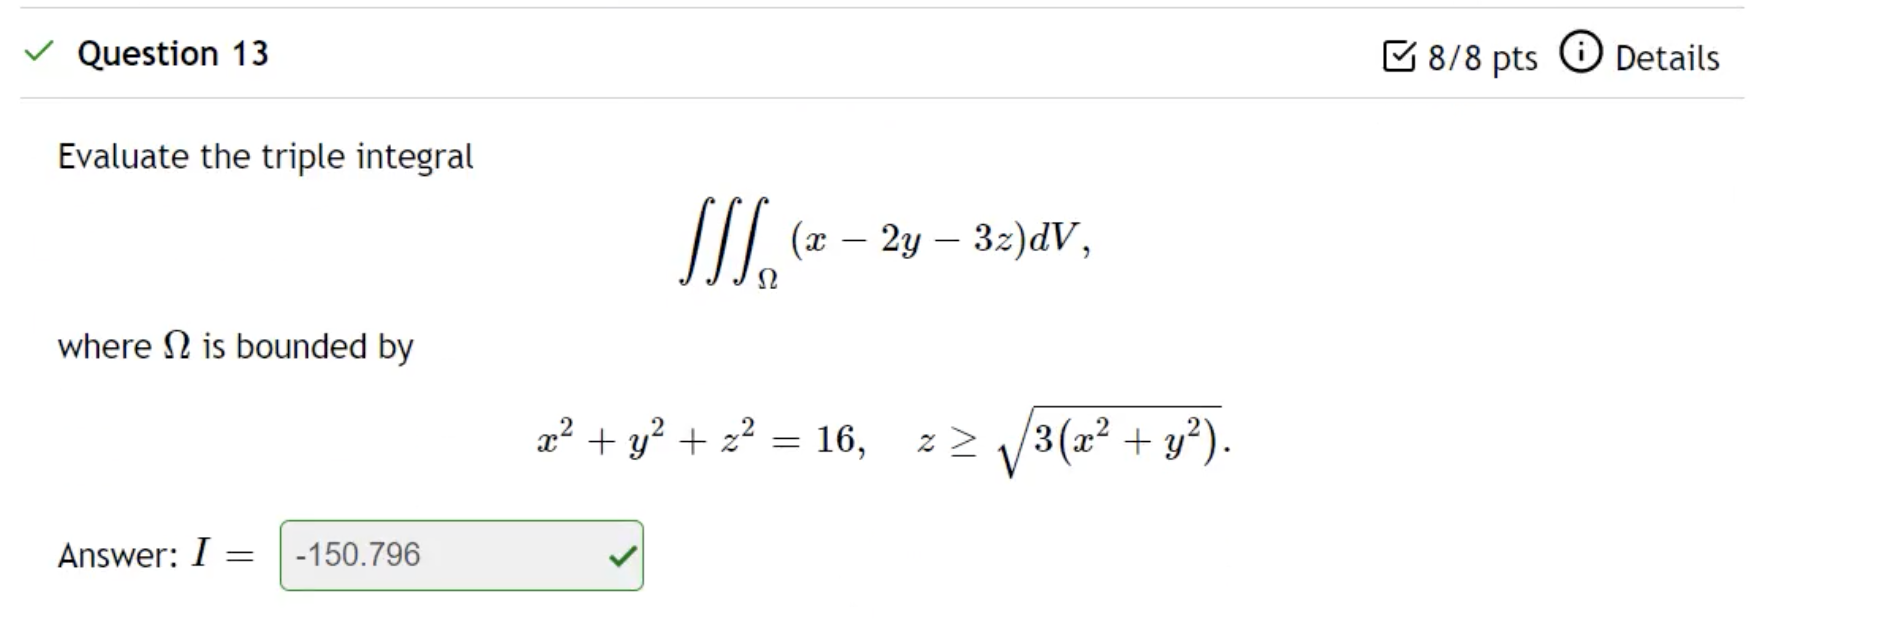 Question 13
8/8 pts Details
Evaluate the triple integral
∭_Ω (x − 2y − 3z)dV,
where Ω is bounded by
x² + y² + z² = 16, z ≥ √(3(x² + y²)).
Answer: I = -150.796